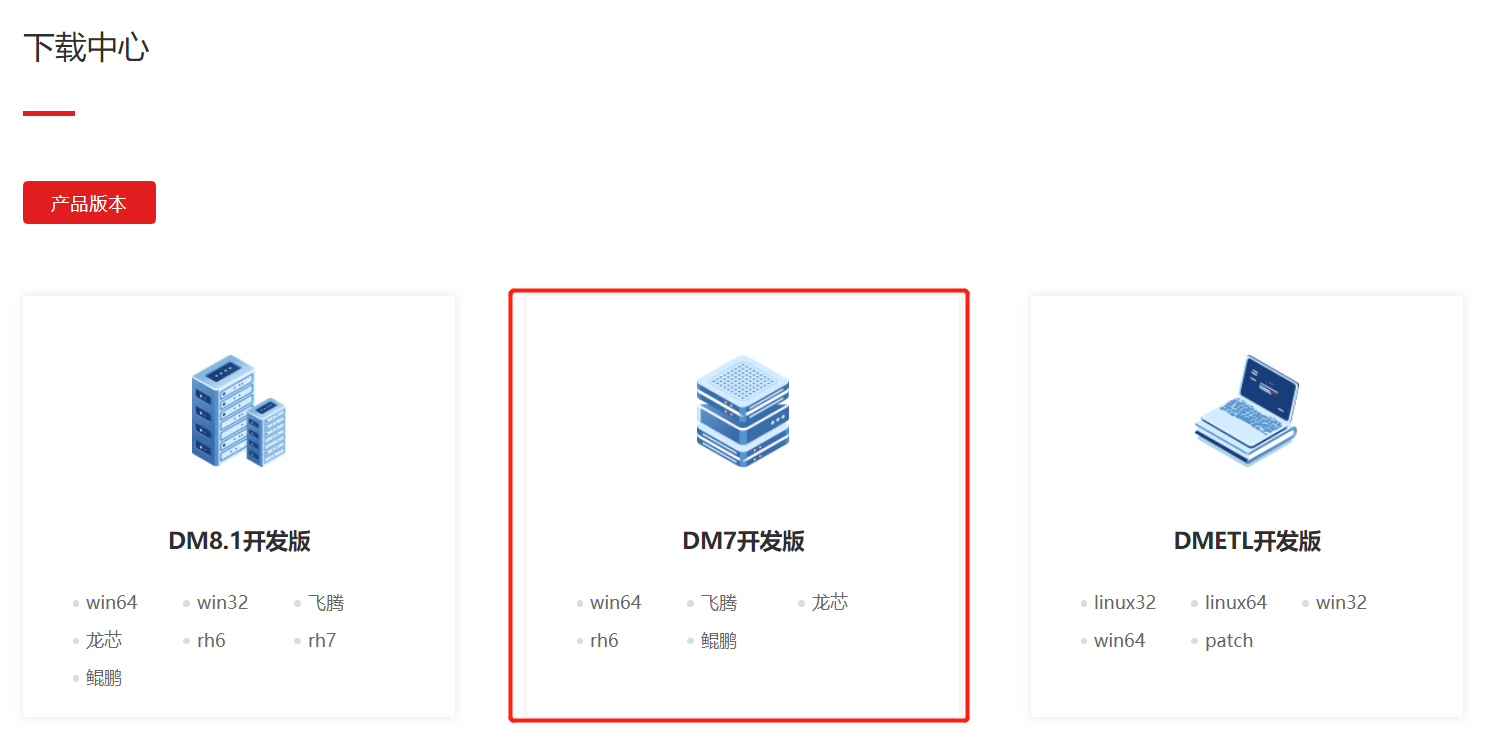 下载中心
产品版本
DM8.1开发版
win64 win32 飞腾
龙芯 rh6 rh7
鲲鹏
DM7开发版
win64 飞腾 龙芯
rh6 鲲鹏
DMETL开发版
linux32 linux64 win32
win64 patch